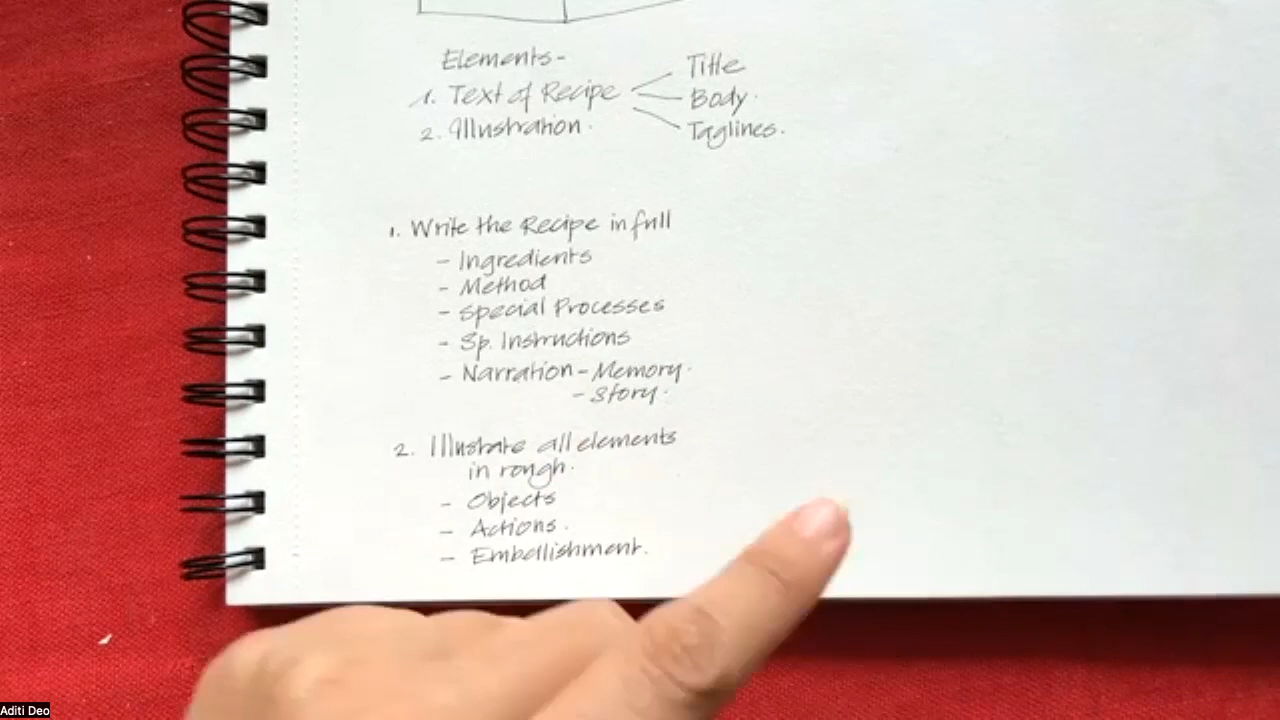 Elements-
1. Text of Recipe
Title
Body.
Taglines.
2. Illustration.
1. Write the Recipe in full
- Ingredients
- Method
- Special Processes
- Sp. Instructions
- Narration - Memory.
- Story.
2. Illustrate all elements
in rough.
- Objects
- Actions.
- Embellishment.
Aditi Deo